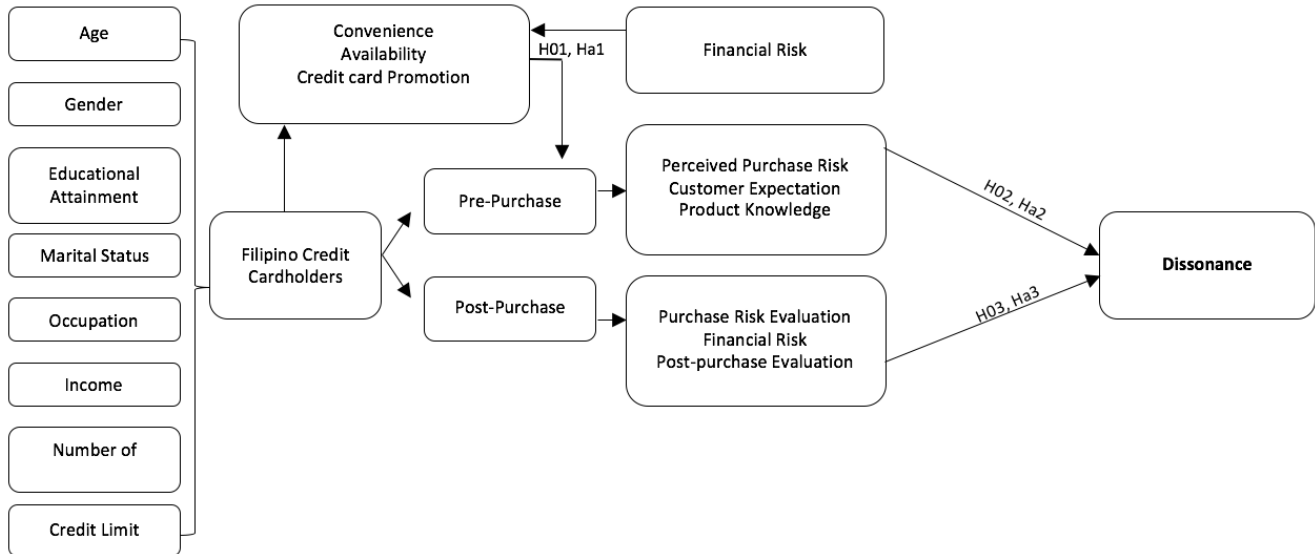 Age
Gender
Educational
Attainment
Marital Status
Occupation
Income
Number of
Credit Limit
Filipino Credit
Cardholders
Convenience
Availability
Credit card Promotion
H01, Ha1
Financial Risk
Pre-Purchase
Post-Purchase
Perceived Purchase Risk
Customer Expectation
Product Knowledge
Purchase Risk Evaluation
Financial Risk
Post-purchase Evaluation
H02, Ha2
H03, Ha3
Dissonance